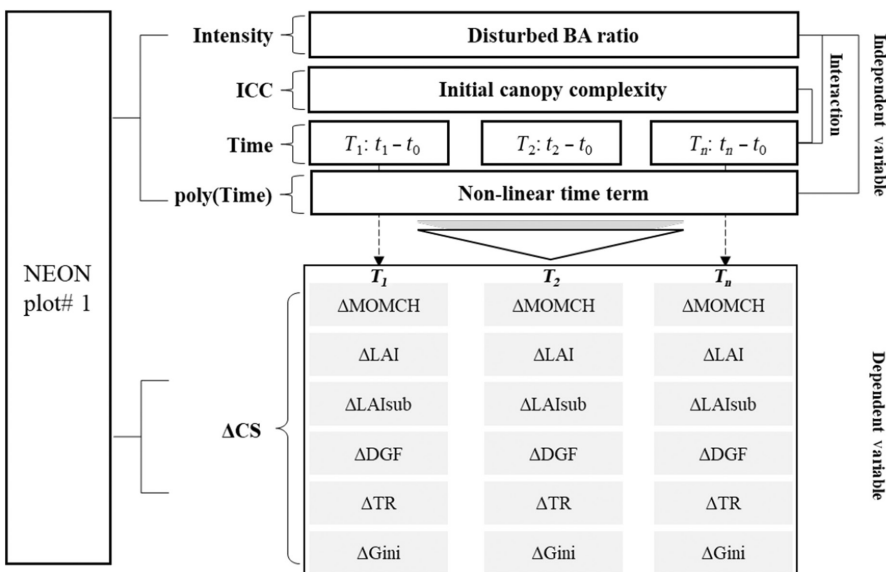 NEON
plot# 1
Intensity
Disturbed BA ratio
ICC
Initial canopy complexity
Time
T₁: t₁ – t₀
T₂: t₂ – t₀
Tₙ: tₙ – t₀
poly(Time)
Non-linear time term
Interaction
Independent variable
T₁
T₂
Tₙ
ΔCS
ΔMOMCH
ΔMOMCH
ΔMOMCH
ΔLAI
ΔLAI
ΔLAI
ΔLAIsub
ΔLAIsub
ΔLAIsub
ΔDGF
ΔDGF
ΔDGF
ΔTR
ΔTR
ΔTR
ΔGini
ΔGini
ΔGini
Dependent variable